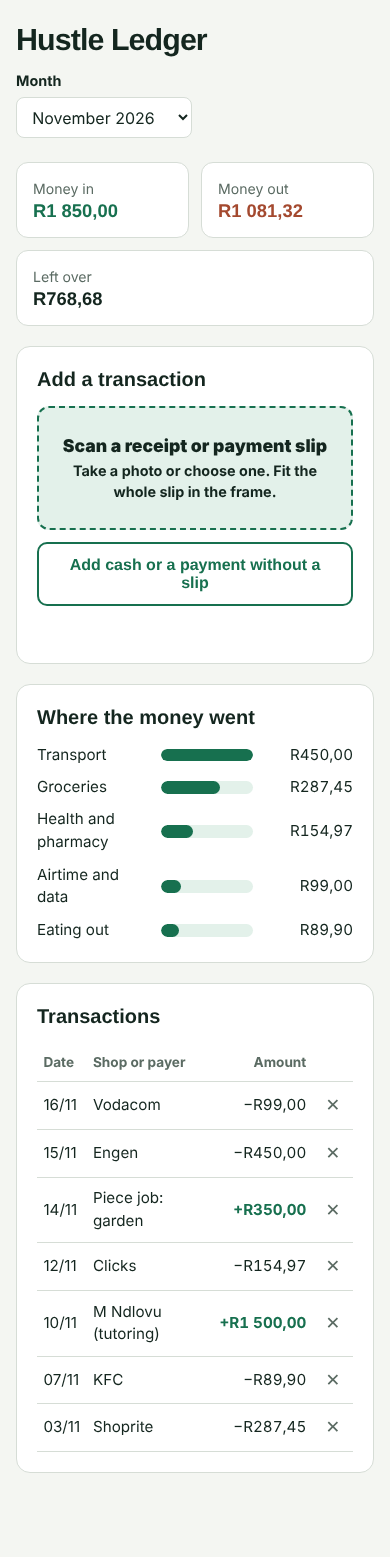 Hustle Ledger
Month
November 2026
Money in
R1 850,00
Money out
R1 081,32
Left over
R768,68
Add a transaction
Scan a receipt or payment slip
Take a photo or choose one. Fit the
whole slip in the frame.
Add cash or a payment without a
slip
Where the money went
Transport R450,00
Groceries R287,45
Health and
pharmacy R154,97
Airtime and
data R99,00
Eating out R89,90
Transactions
Date Shop or payer Amount
16/11 Vodacom −R99,00 ✕
15/11 Engen −R450,00 ✕
14/11 Piece job:
garden +R350,00 ✕
12/11 Clicks −R154,97 ✕
10/11 M Ndlovu
(tutoring) +R1 500,00 ✕
07/11 KFC −R89,90 ✕
03/11 Shoprite −R287,45 ✕